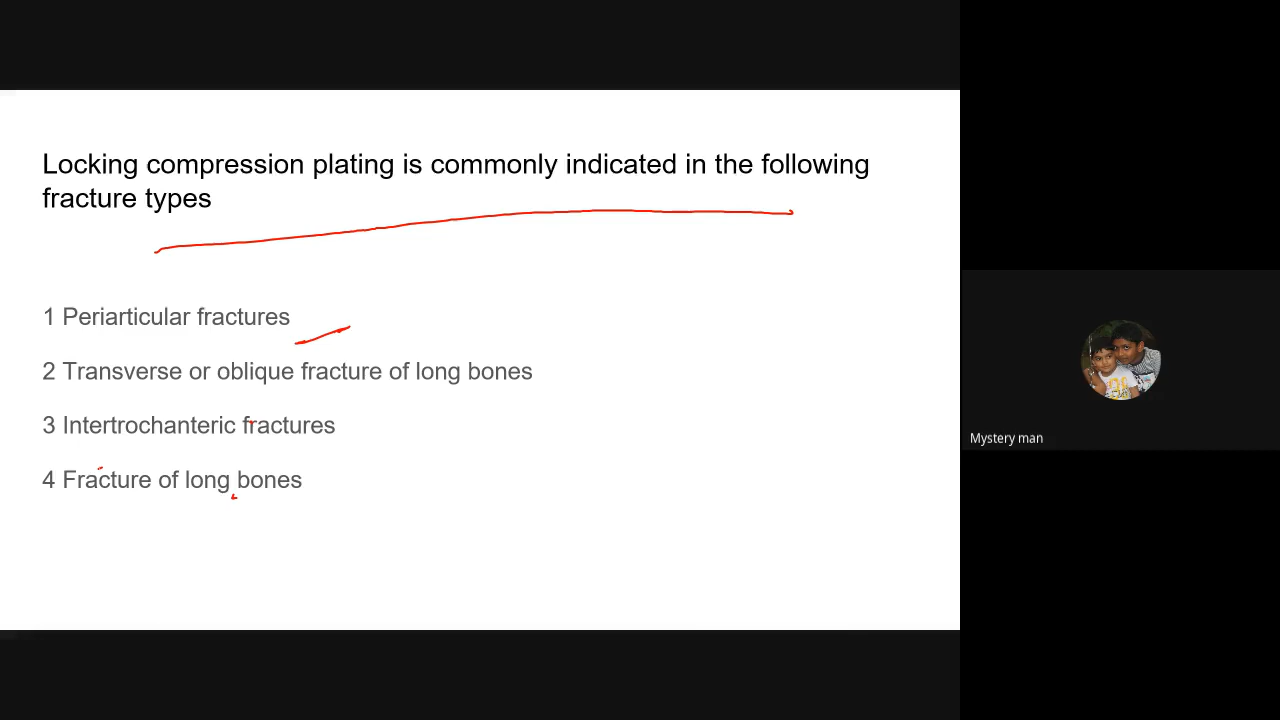 Locking compression plating is commonly indicated in the following
fracture types
1 Periarticular fractures
2 Transverse or oblique fracture of long bones
3 Intertrochanteric fractures
4 Fracture of long bones
Mystery man